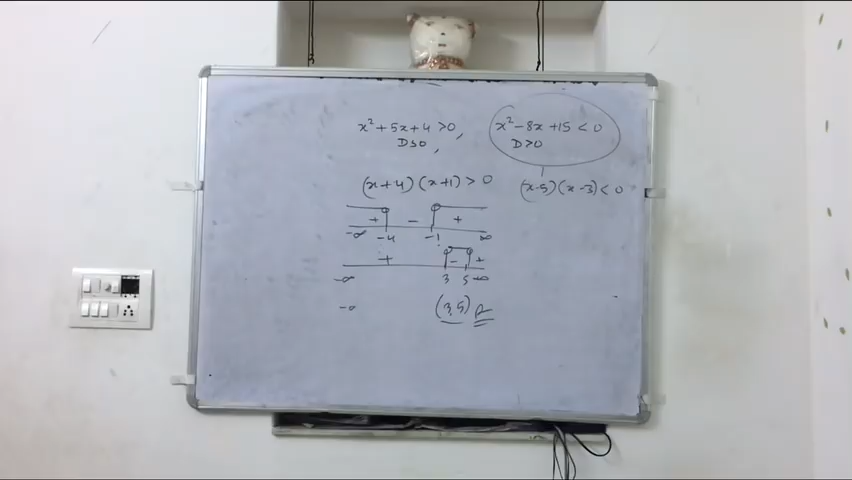 x² + 5x + 4 > 0, x² - 8x + 15 < 0
D≥0, D>0
(x+4) (x+1) > 0 (x-5)(x-3) < 0
+ - +
-∞ -4 -1 ∞
+ - +
-∞ 3 5 +∞
-∞ (3,5)